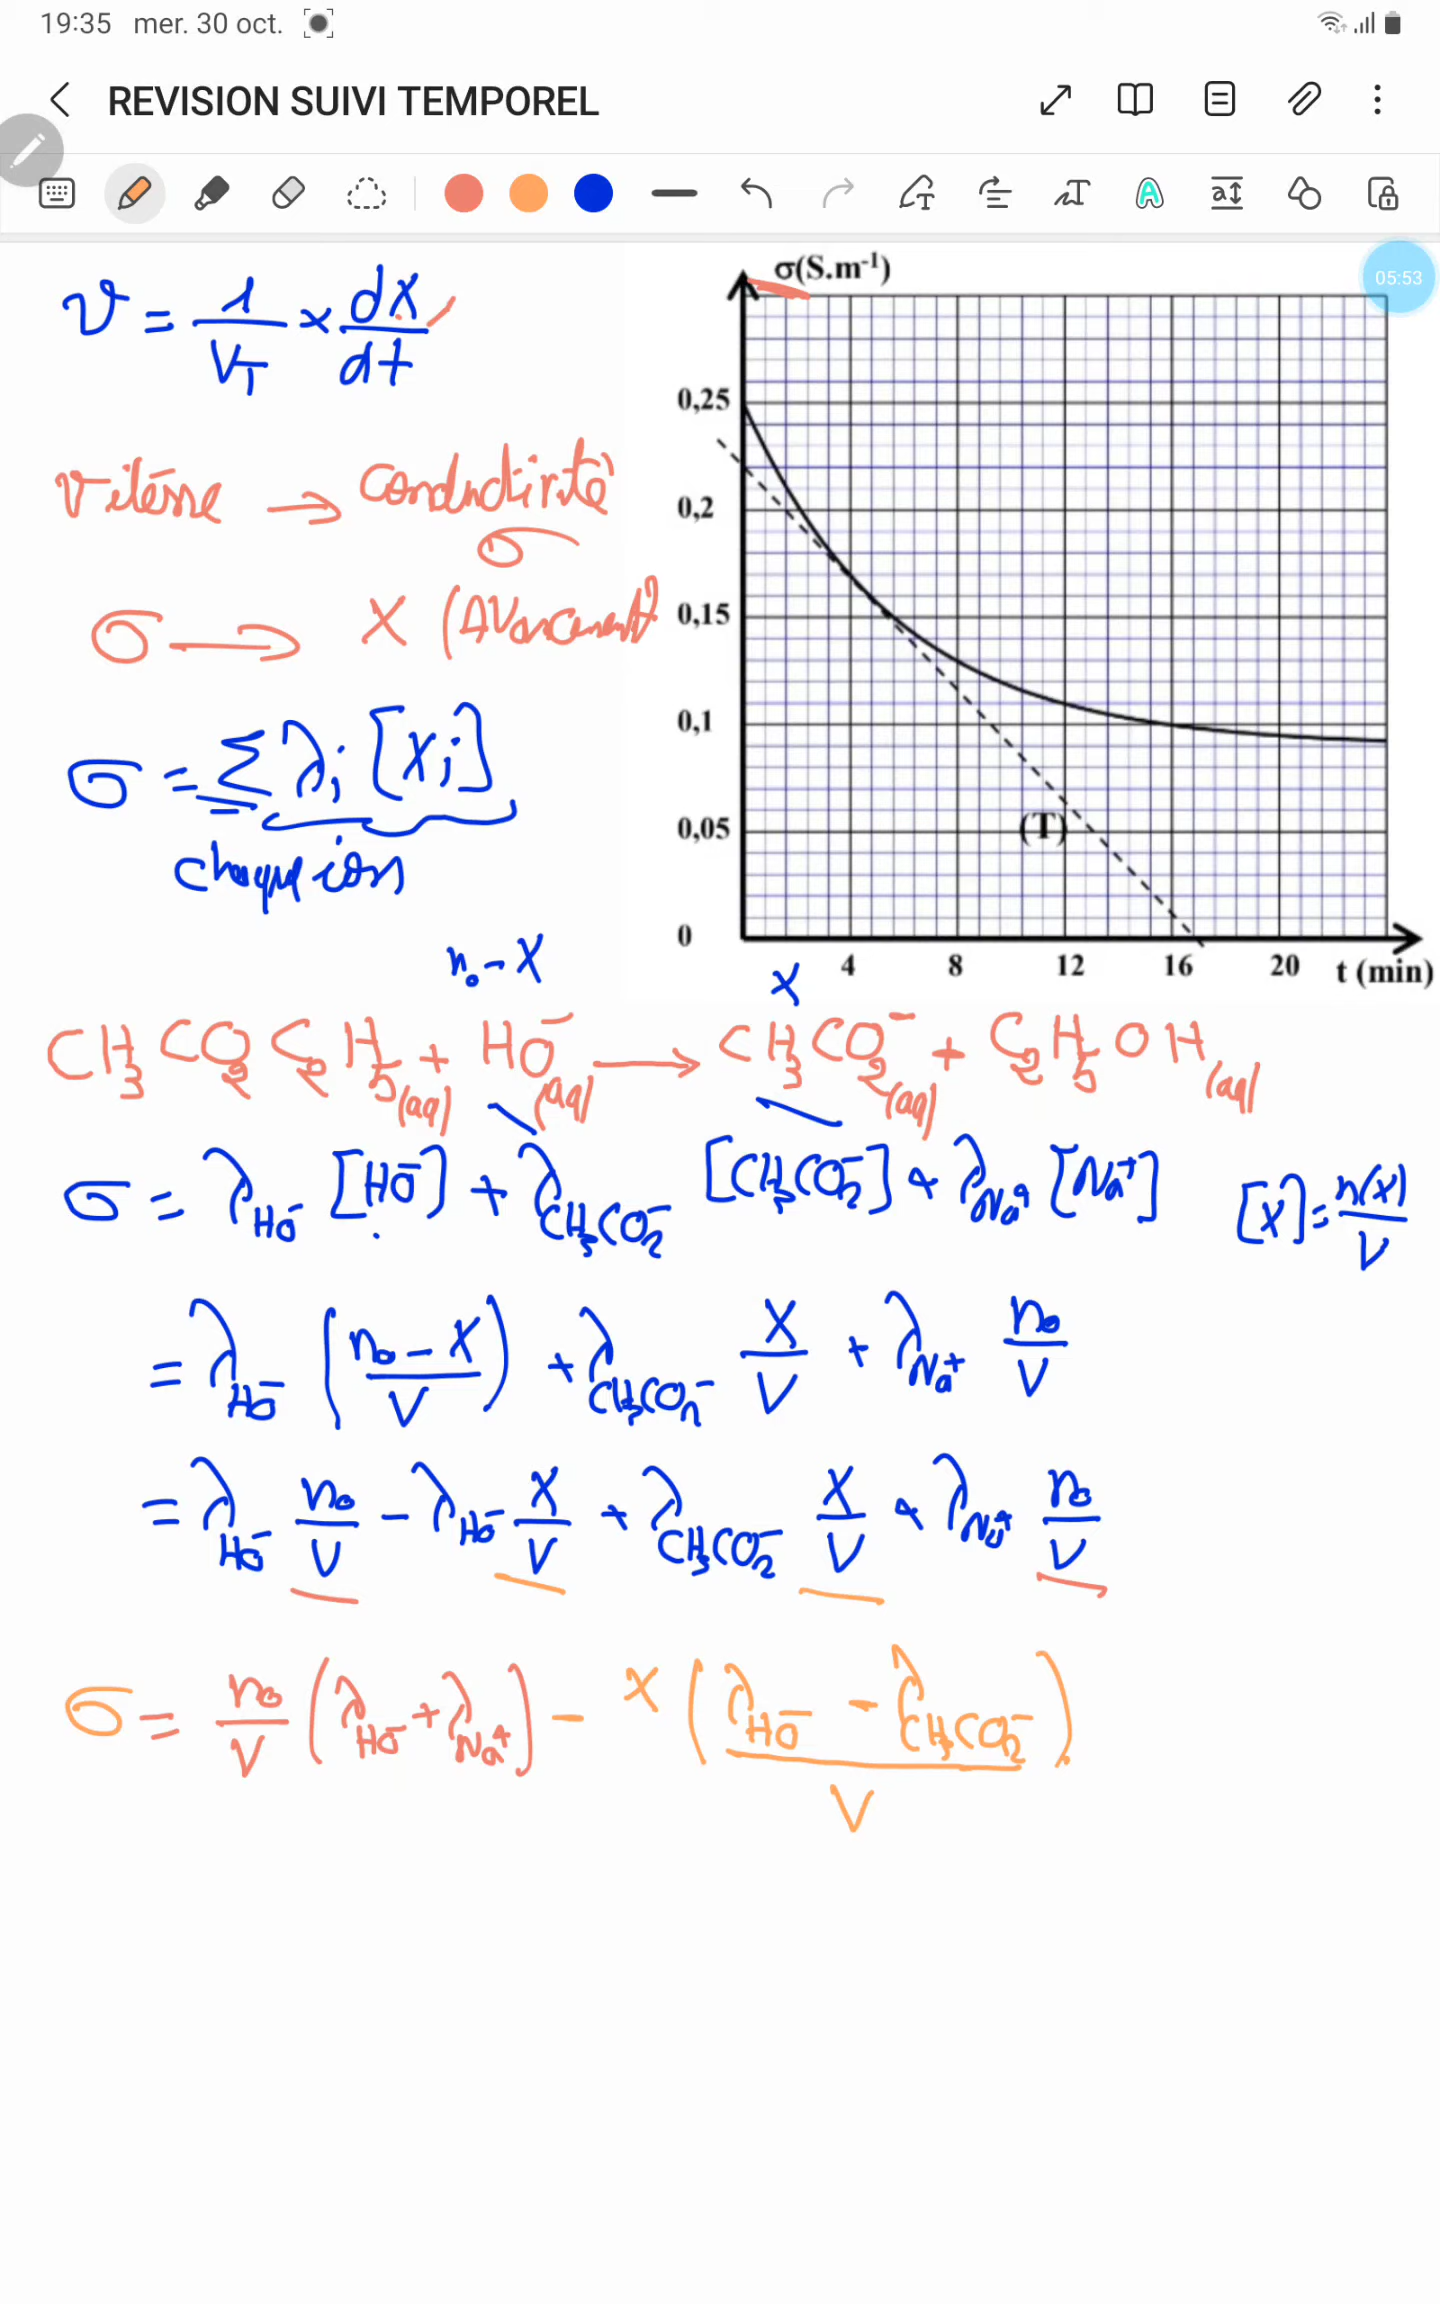 19:35 mer. 30 oct.
REVISION SUIVI TEMPOREL
05:53
v = 1/V_T × dx/dt
vitesse → conductivité
σ
σ → x (Avancement)
σ = Σ λi [Xi]
chaque ion
σ(S.m⁻¹)
0,25
0,2
0,15
0,1
0,05
0
(T)
4 8 12 16 20 t (min)
n₀ - x
x
CH₃CO₂C₂H₅(aq) + HO⁻(aq) → CH₃CO₂⁻(aq) + C₂H₅OH(aq)
σ = λHO⁻ [HO⁻] + λCH₃CO₂⁻ [CH₃CO₂⁻] + λNa⁺ [Na⁺]
[X] = n(X)/V
= λHO⁻ ((n₀ - x)/V) + λCH₃CO₂⁻ x/V + λNa⁺ n₀/V
= λHO⁻ n₀/V - λHO⁻ x/V + λCH₃CO₂⁻ x/V + λNa⁺ n₀/V
σ = n₀/V (λHO⁻ + λNa⁺) - x (λHO⁻ - λCH₃CO₂⁻)/V